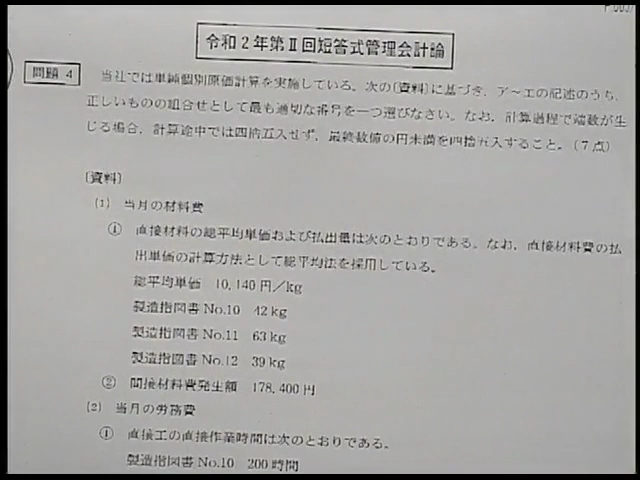 令和2年第Ⅱ回短答式管理会計論
問題 4 当社では単純個別原価計算を実施している。次の〔資料〕に基づき、ア～エの記述のうち、
正しいものの組合せとして最も適切な番号を一つ選びなさい。なお、計算過程で端数が生
じる場合、計算途中では四捨五入せず、最終数値の円未満を四捨五入すること。(7点)
〔資料〕
(1) 当月の材料費
① 直接材料の総平均単価および払出量は次のとおりである。なお、直接材料費の払
出単価の計算方法として総平均法を採用している。
総平均単価 10,140円/kg
製造指図書No.10 42kg
製造指図書No.11 63kg
製造指図書No.12 39kg
② 間接材料費発生額 178,400円
(2) 当月の労務費
① 直接工の直接作業時間は次のとおりである。
製造指図書No.10 200時間